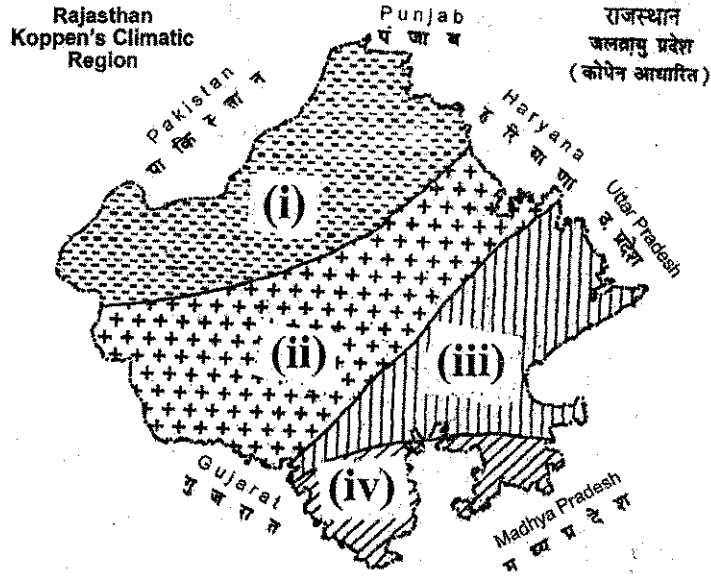 Rajasthan
Koppen's Climatic
Region
Punjab
पंजाब
राजस्थान
जलवायु प्रदेश
(कोपेन आधारित)
Pakistan
पाकिस्तान
Haryana
हरियाणा
Uttar Pradesh
उ. प्रदेश
(i)
(ii)
(iii)
(iv)
Gujarat
गुजरात
Madhya Pradesh
मध्य प्रदेश